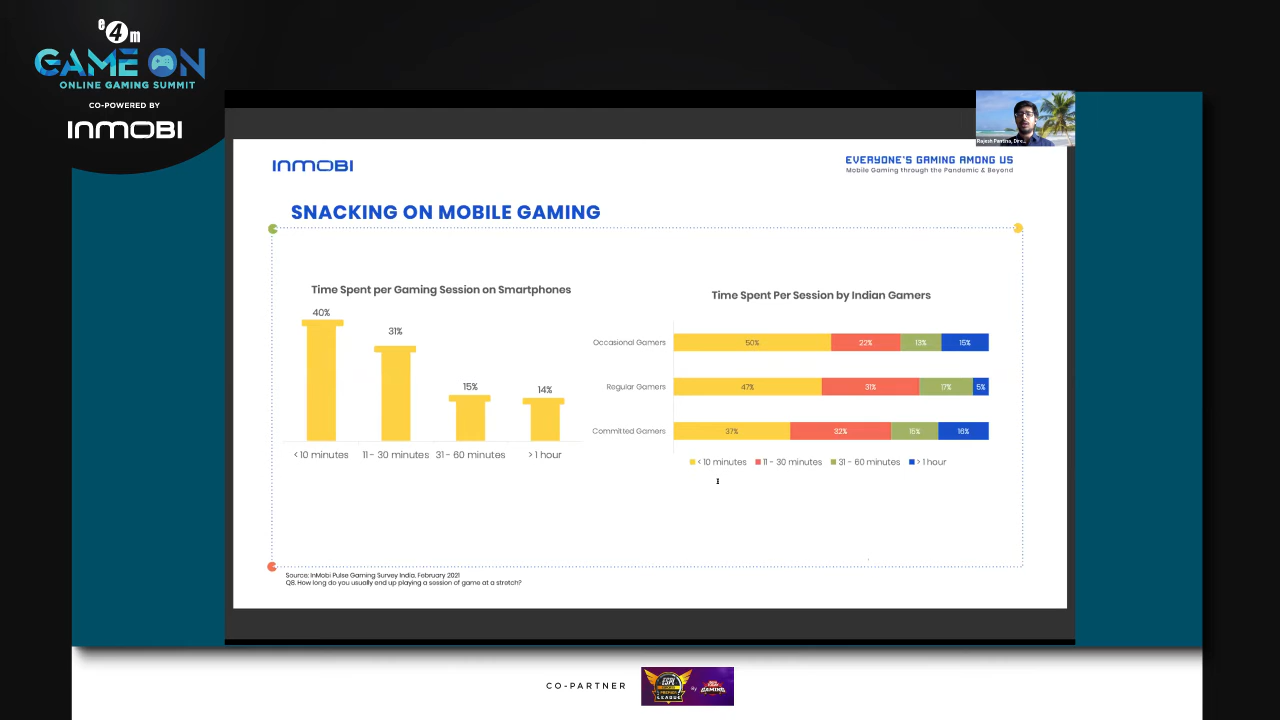 e4m
GAME ON
ONLINE GAMING SUMMIT
CO-POWERED BY
INMOBI
INMOBI
EVERYONE'S GAMING AMONG US
Mobile Gaming through the Pandemic & Beyond
SNACKING ON MOBILE GAMING
Time Spent per Gaming Session on Smartphones
40%
31%
15%
14%
< 10 minutes
11 - 30 minutes
31 - 60 minutes
> 1 hour
Time Spent Per Session by Indian Gamers
Occasional Gamers
50%
22%
13%
15%
Regular Gamers
47%
31%
17%
5%
Committed Gamers
37%
32%
15%
16%
< 10 minutes
11 - 30 minutes
31 - 60 minutes
> 1 hour
Source: InMobi Pulse Gaming Survey India, February 2021
Q8. How long do you usually end up playing a session of game at a stretch?
CO-PARTNER
ESPL
PREMIER
LEAGUE
By
GAMING